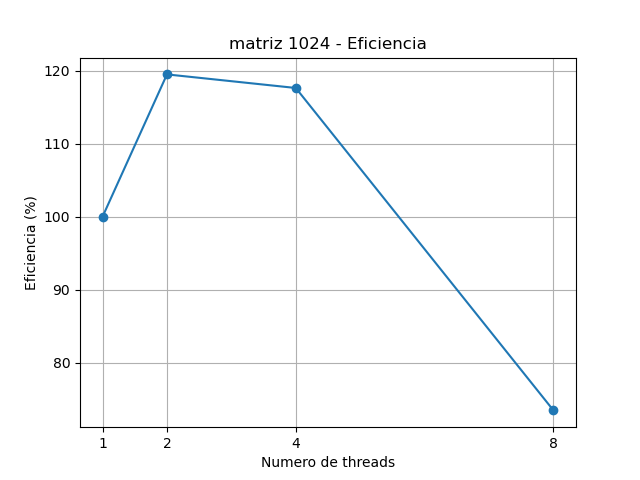 matriz 1024 - Eficiencia
120
110
100
90
80
Eficiencia (%)
1 2 4 8
Numero de threads